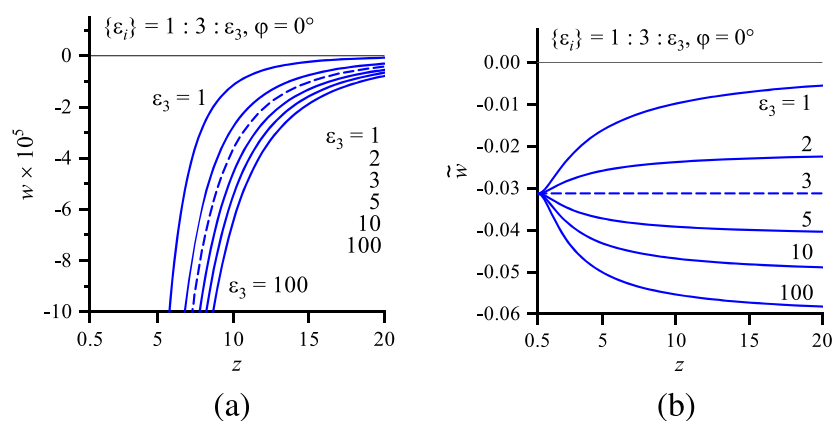 {ε_i} = 1 : 3 : ε_3, φ = 0°
0
-2
-4
-6
-8
-10
w × 10^5
ε_3 = 1
ε_3 = 1
2
3
5
10
100
ε_3 = 100
0.5
5
10
15
20
z
(a)
{ε_i} = 1 : 3 : ε_3, φ = 0°
0.00
-0.01
-0.02
-0.03
-0.04
-0.05
-0.06
w̃
ε_3 = 1
2
3
5
10
100
0.5
5
10
15
20
z
(b)